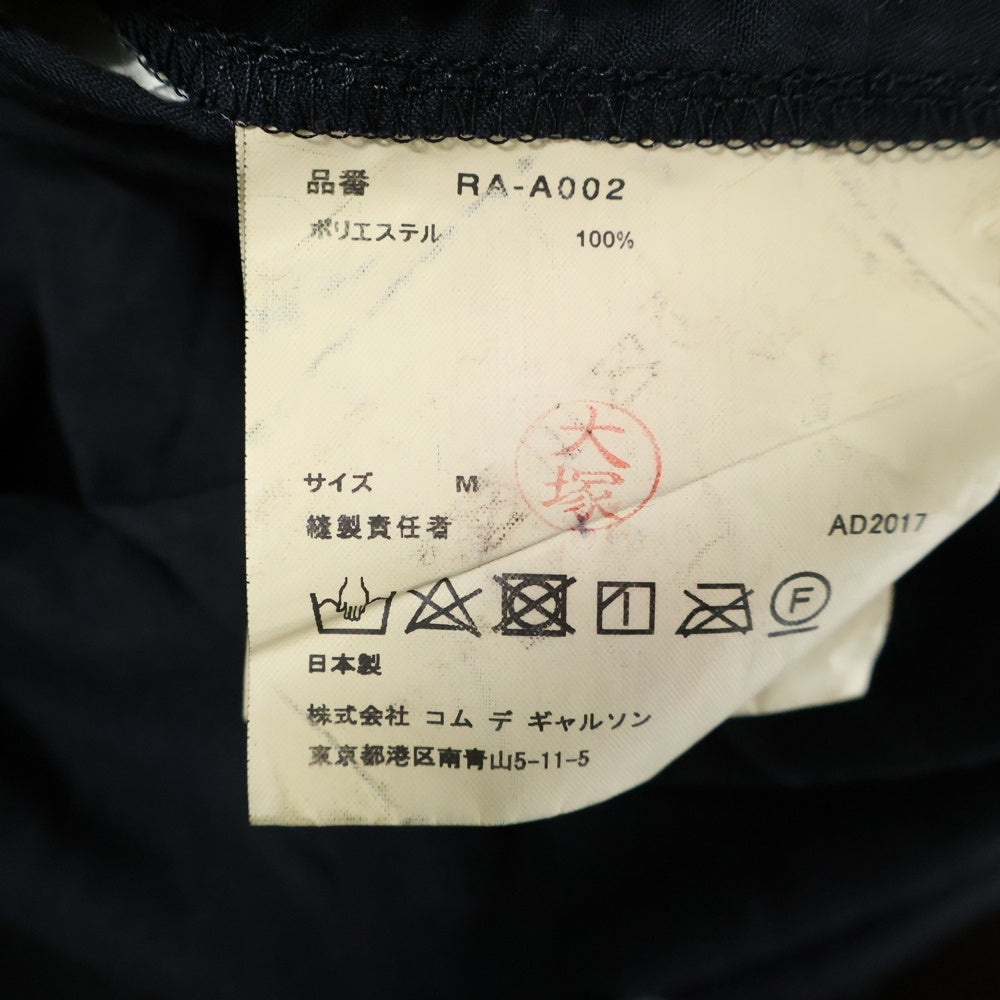 品番 RA-A002
ポリエステル 100%
大塚
サイズ M
縫製責任者
AD2017
F
日本製
株式会社 コム デ ギャルソン
東京都港区南青山5-11-5